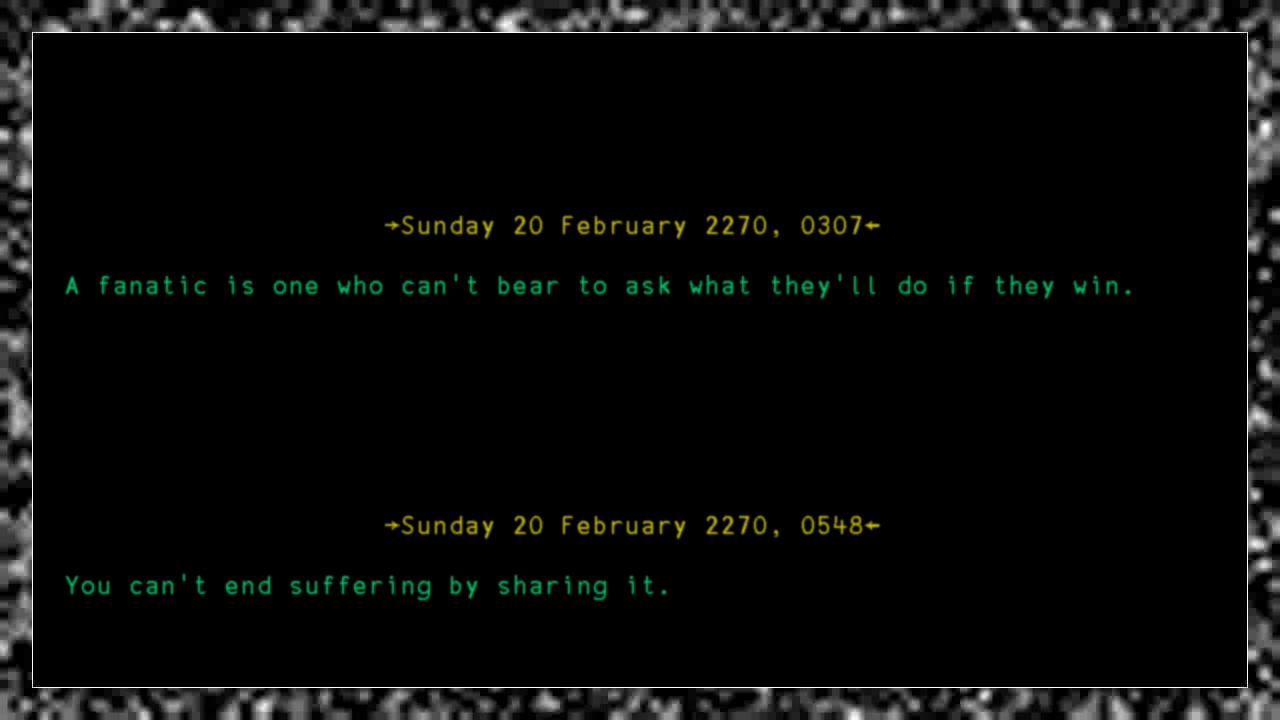 →Sunday 20 February 2270, 0307←
A fanatic is one who can't bear to ask what they'll do if they win.
→Sunday 20 February 2270, 0548←
You can't end suffering by sharing it.